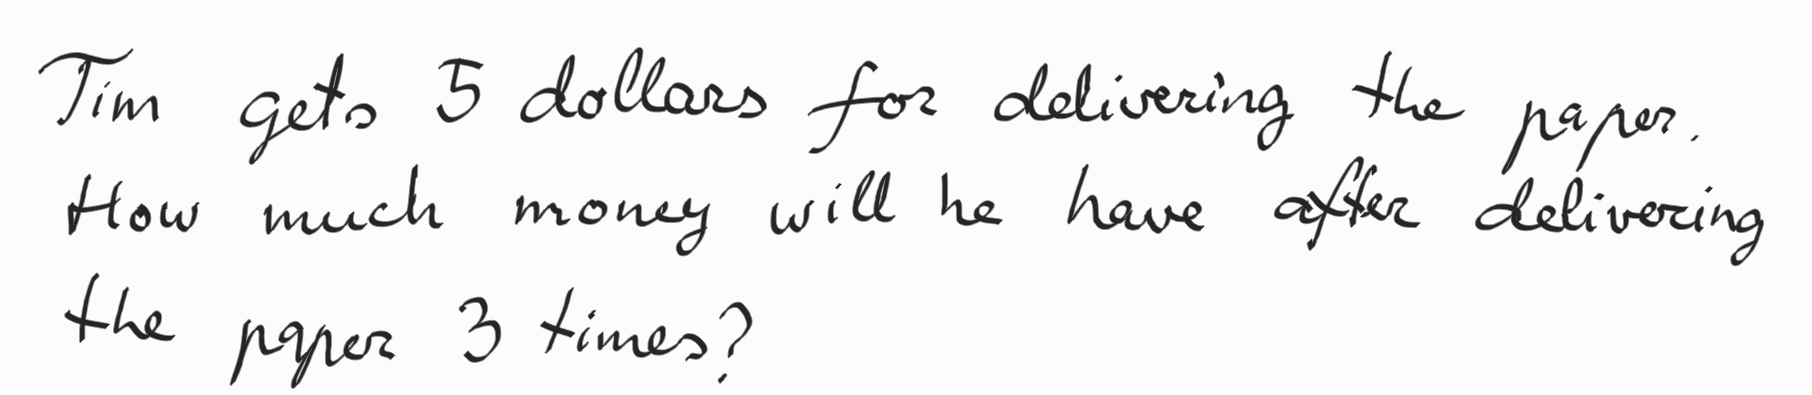 Tim gets 5 dollars for delivering the paper.
How much money will he have after delivering
the paper 3 times?